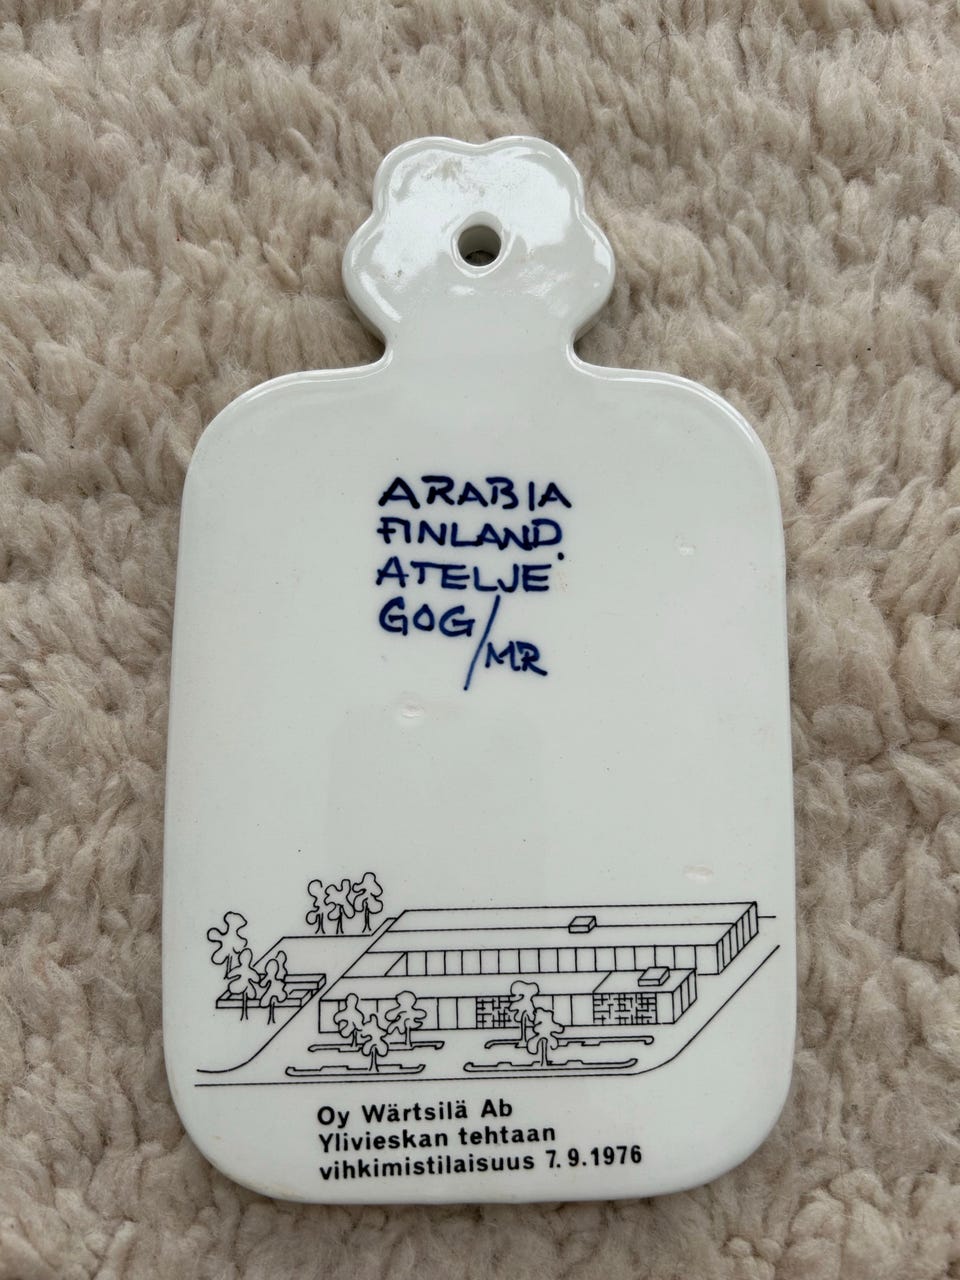 ARABIA
FINLAND.
ATELJE
GOG/MR
Oy Wärtsilä Ab
Ylivieskan tehtaan
vihkimistilaisuus 7.9.1976